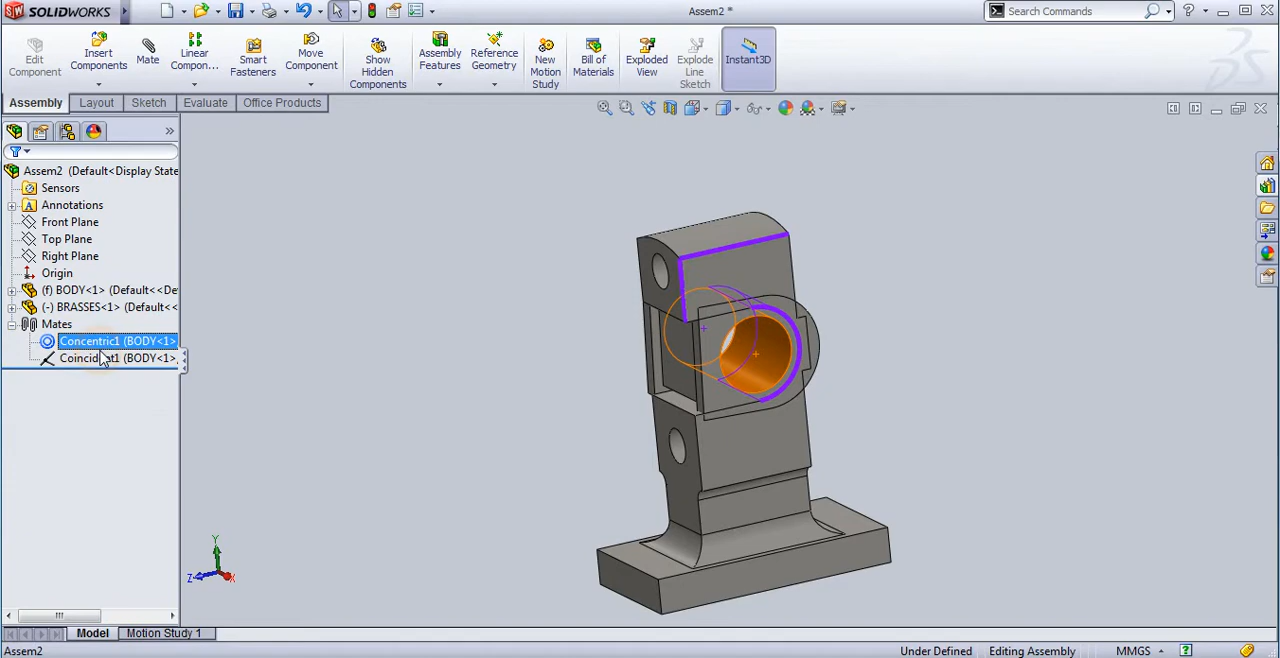 SOLIDWORKS
Assem2 *
Search Commands
Edit Component
Insert Components
Mate
Linear Compon...
Smart Fasteners
Move Component
Show Hidden Components
Assembly Features
Reference Geometry
New Motion Study
Bill of Materials
Exploded View
Explode Line Sketch
Instant3D
Assembly
Layout
Sketch
Evaluate
Office Products
Assem2 (Default<Display State
Sensors
Annotations
Front Plane
Top Plane
Right Plane
Origin
(f) BODY<1> (Default<<De
(-) BRASSES<1> (Default<<
Mates
Concentric1 (BODY<1>
(BODY<1>,
Y
Z
X
Model
Motion Study 1
Assem2
Under Defined
Editing Assembly
MMGS